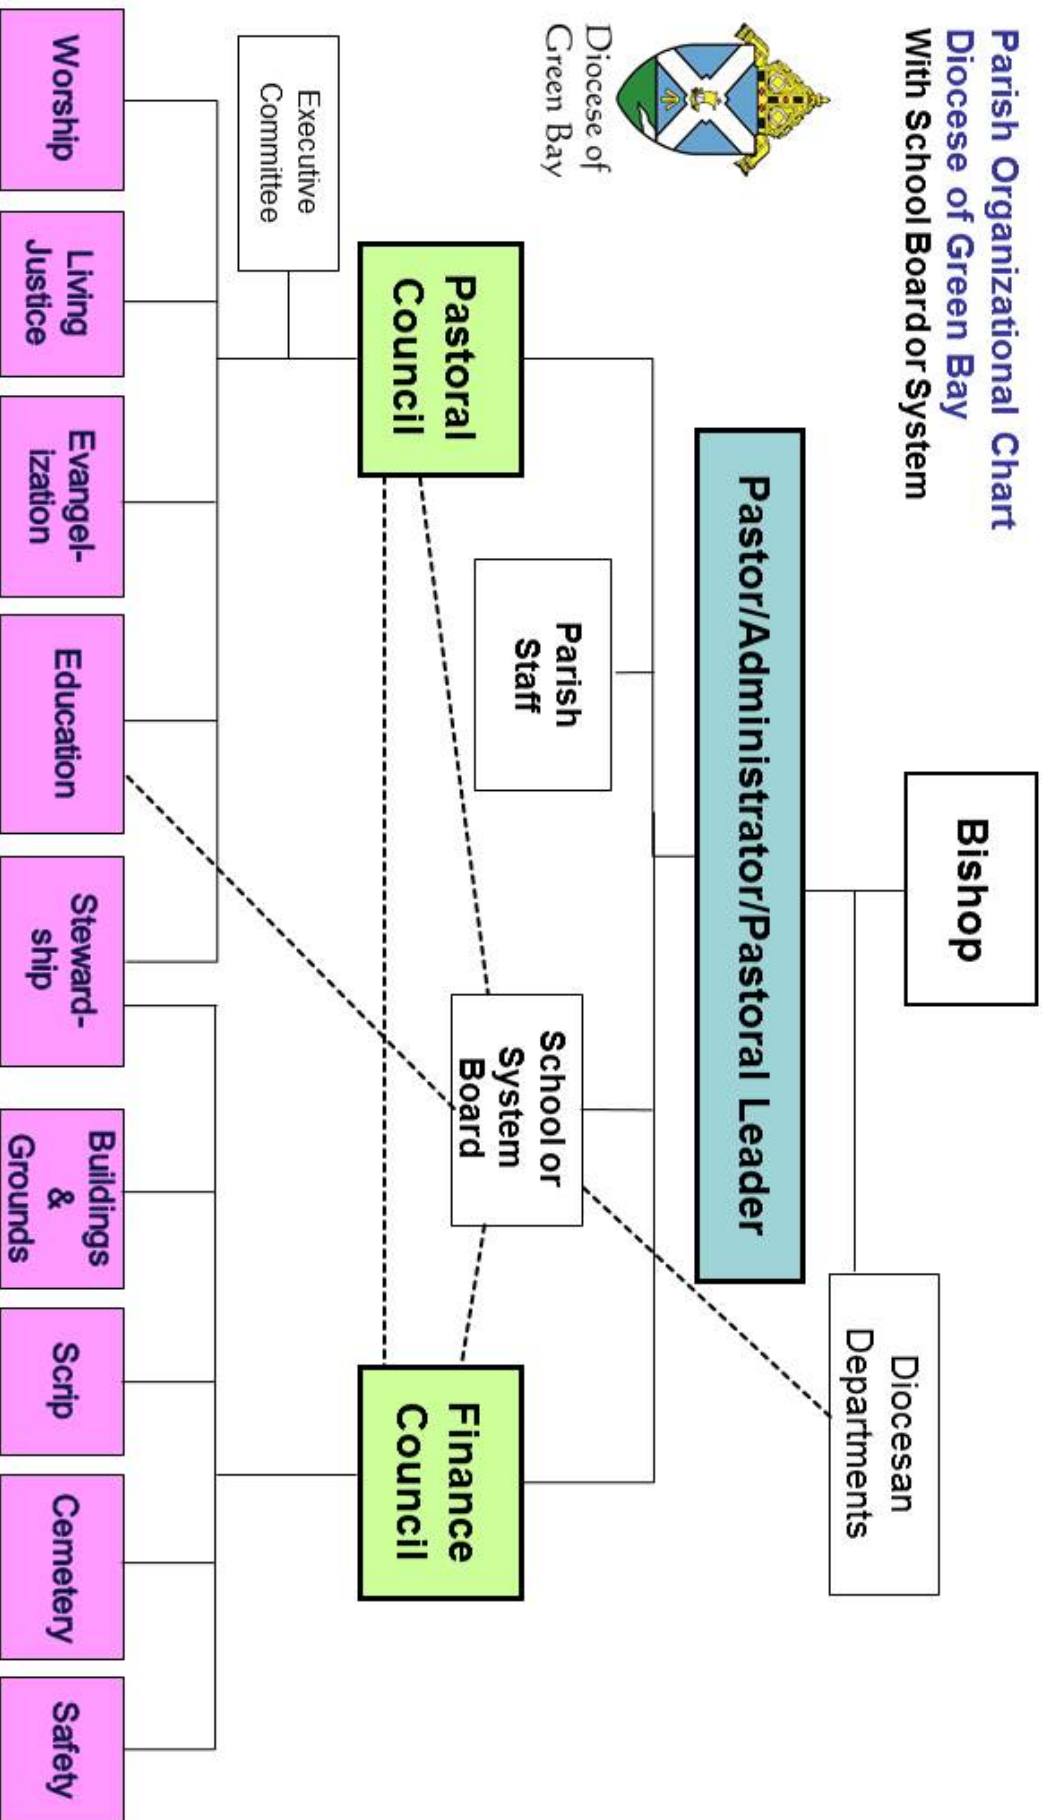 Parish Organizational Chart
Diocese of Green Bay
With School Board or System
Diocese of
Green Bay
Bishop
Diocesan
Departments
Pastor/Administrator/Pastoral Leader
Parish
Staff
School or
System
Board
Pastoral
Council
Finance
Council
Executive
Committee
Worship
Living
Justice
Evangel-
ization
Education
Steward-
ship
Buildings
&
Grounds
Scrip
Cemetery
Safety